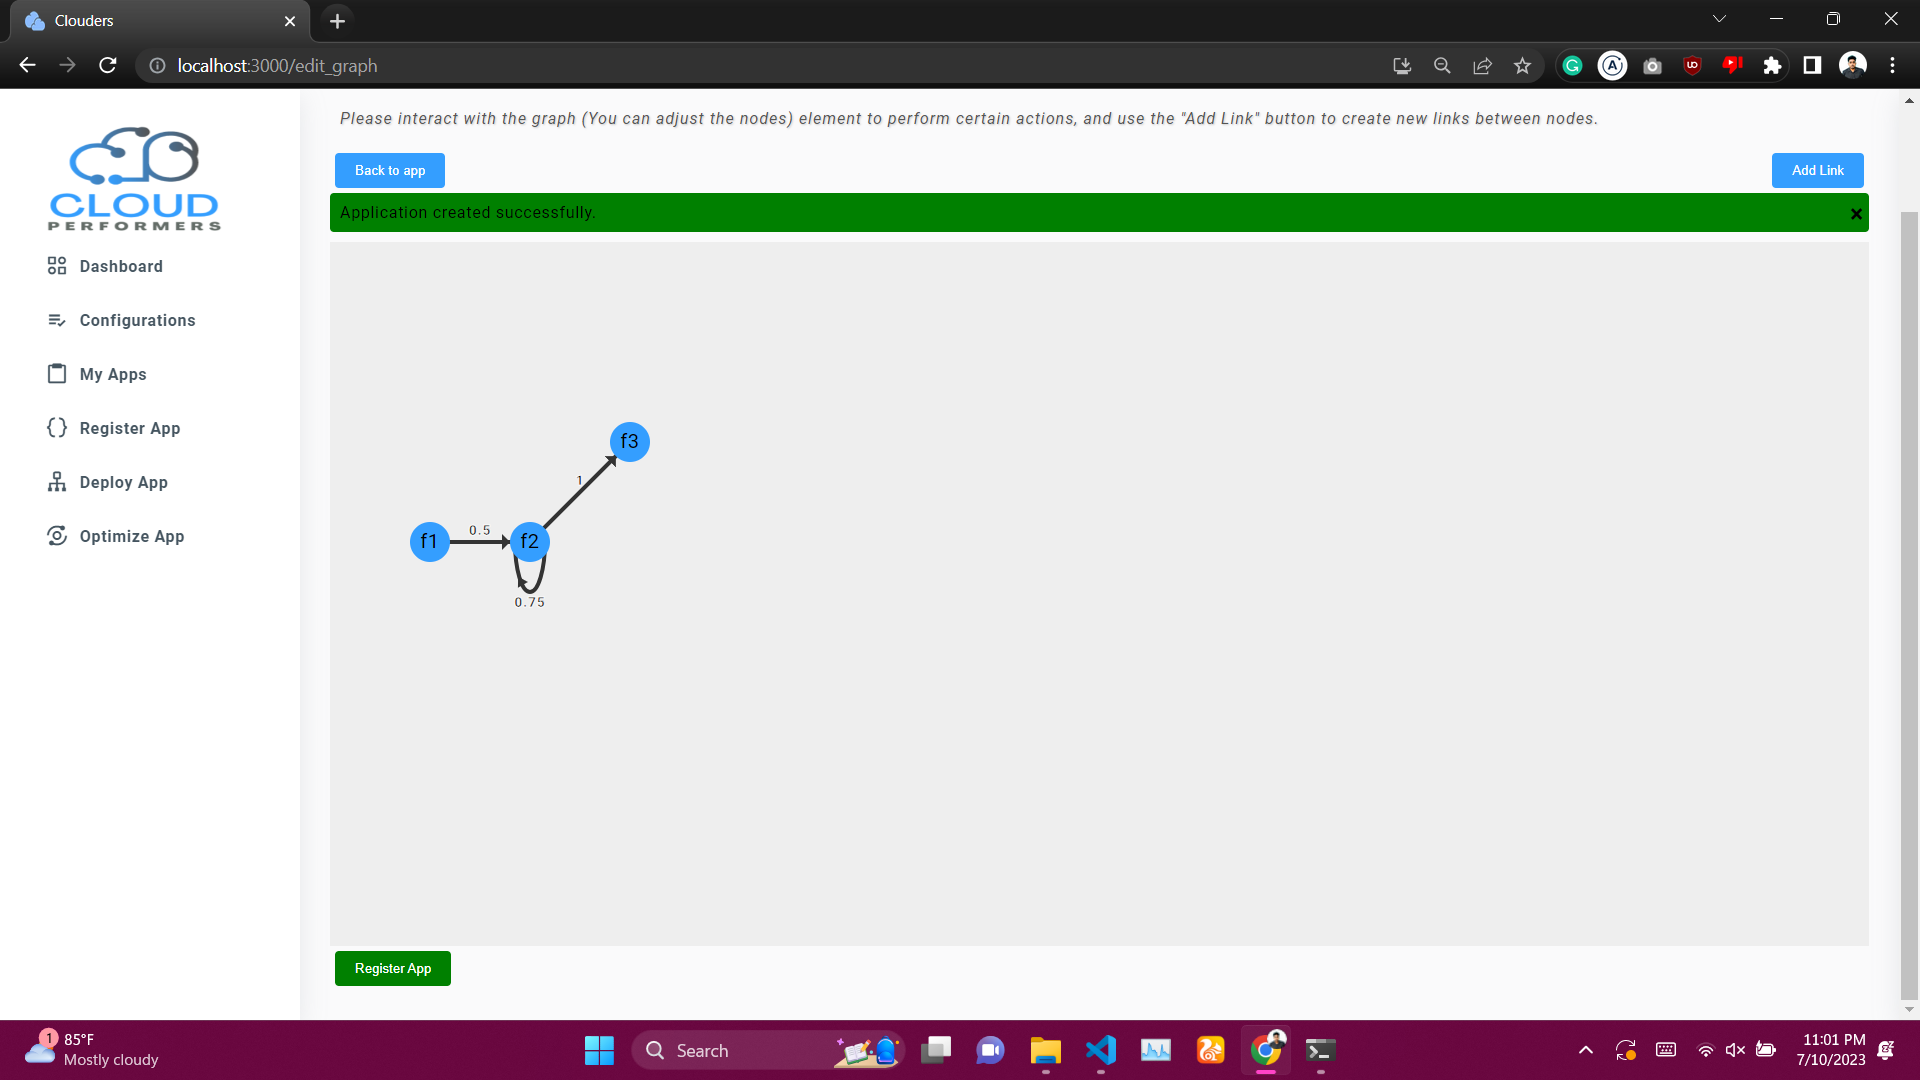 Clouders
localhost:3000/edit_graph
Please interact with the graph (You can adjust the nodes) element to perform certain actions, and use the "Add Link" button to create new links between nodes.
CLOUD
PERFORMERS
Back to app
Add Link
Application created successfully.
Dashboard
Configurations
My Apps
Register App
Deploy App
Optimize App
f3
1
0.5
f1
f2
0.75
Register App
1
85°F
Mostly cloudy
Search
11:01 PM
7/10/2023